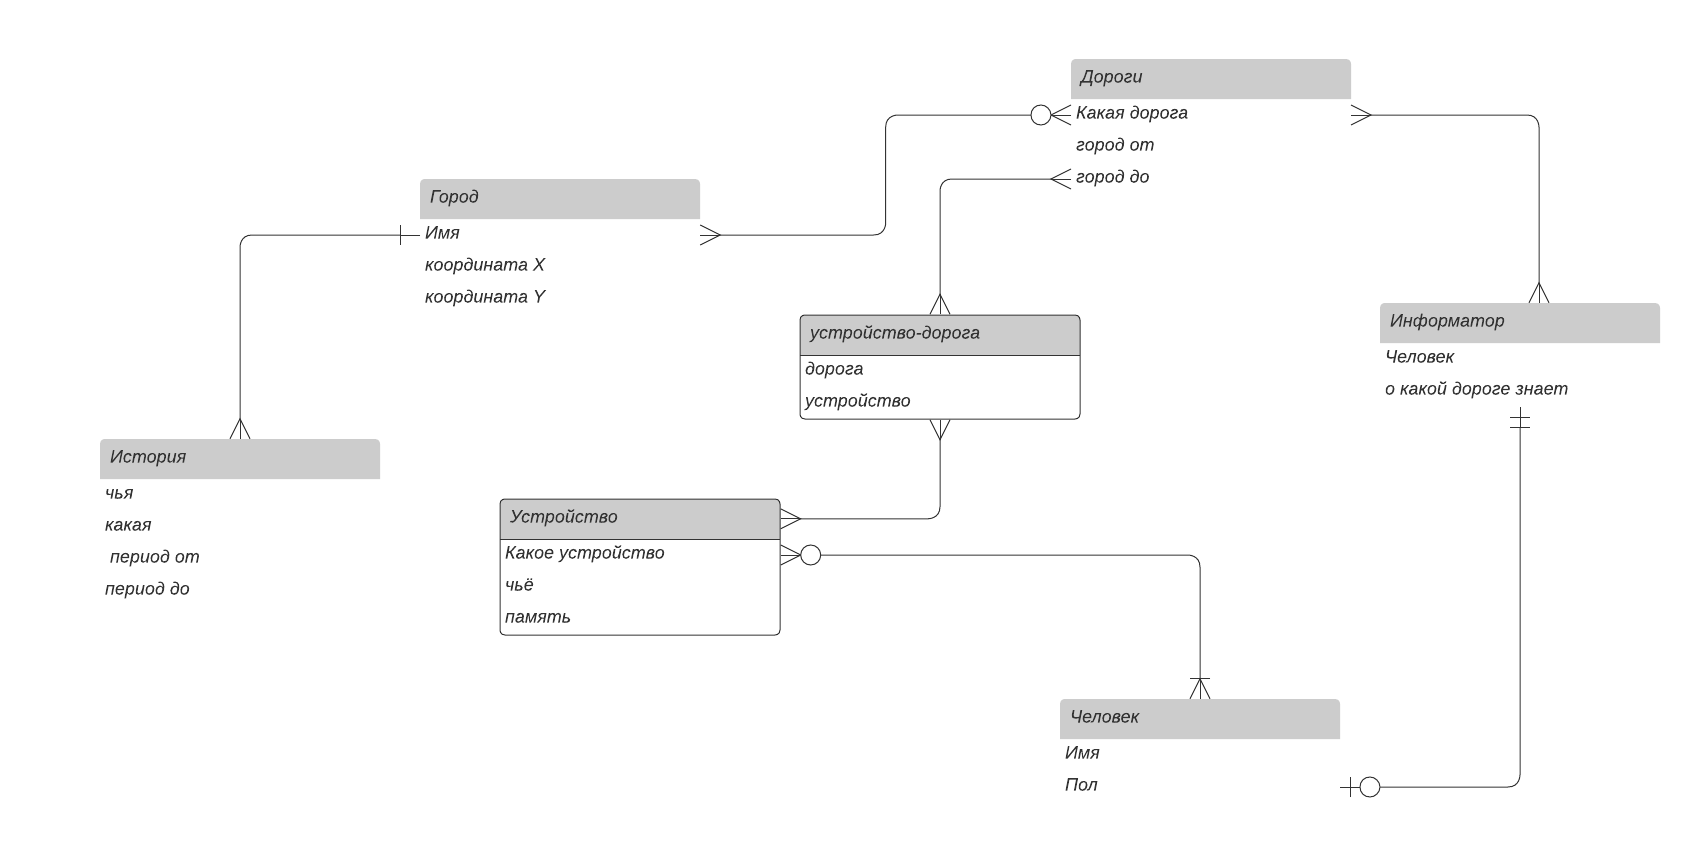 Дороги
Какая дорога
город от
город до
Город
Имя
координата X
координата Y
устройство-дорога
дорога
устройство
Информатор
Человек
о какой дороге знает
История
чья
какая
период от
период до
Устройство
Какое устройство
чьё
память
Человек
Имя
Пол